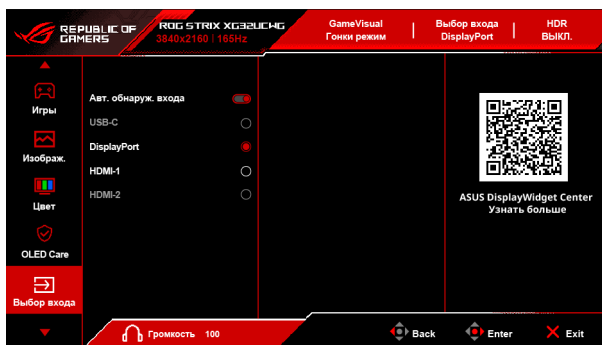 REPUBLIC OF
GAMERS
ROG STRIX XG32UCWG
3840x2160 | 165Hz
GameVisual
Гонки режим
Выбор входа
DisplayPort
HDR
ВЫКЛ.
Игры
Изображ.
Цвет
OLED Care
Выбор входа
Авт. обнаруж. входа
USB-C
DisplayPort
HDMI-1
HDMI-2
ASUS DisplayWidget Center
Узнать больше
Громкость 100
Back
Enter
Exit